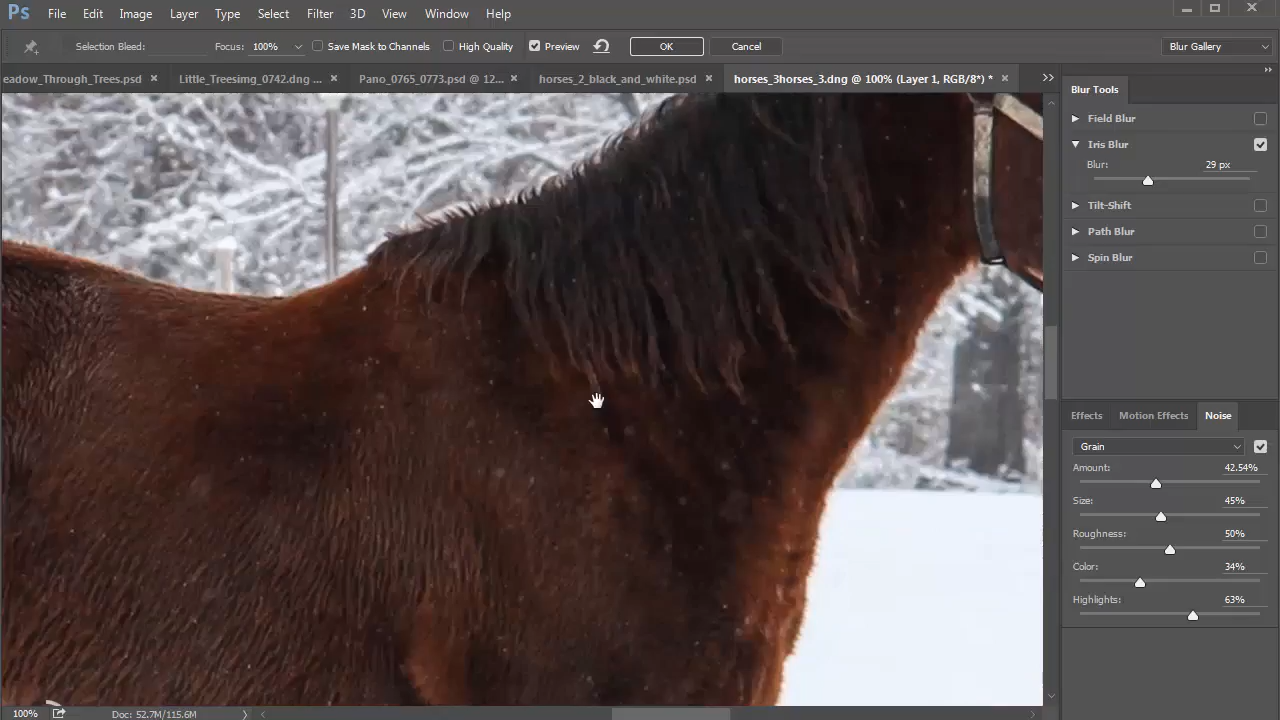 Ps File Edit Image Layer Type Select Filter 3D View Window Help
Selection Bleed: Focus: 100% Save Mask to Channels High Quality Preview OK Cancel Blur Gallery
eadow_Through_Trees.psd × Little_Treesimg_0742.dng ... × Pano_0765_0773.psd @ 12... × horses_2_black_and_white.psd × horses_3horses_3.dng @ 100% (Layer 1, RGB/8*) * ×
Blur Tools
Field Blur
Iris Blur
Blur: 29 px
Tilt-Shift
Path Blur
Spin Blur
Effects Motion Effects Noise
Grain
Amount: 42.54%
Size: 45%
Roughness: 50%
Color: 34%
Highlights: 63%
100% Doc: 52.7M/115.6M